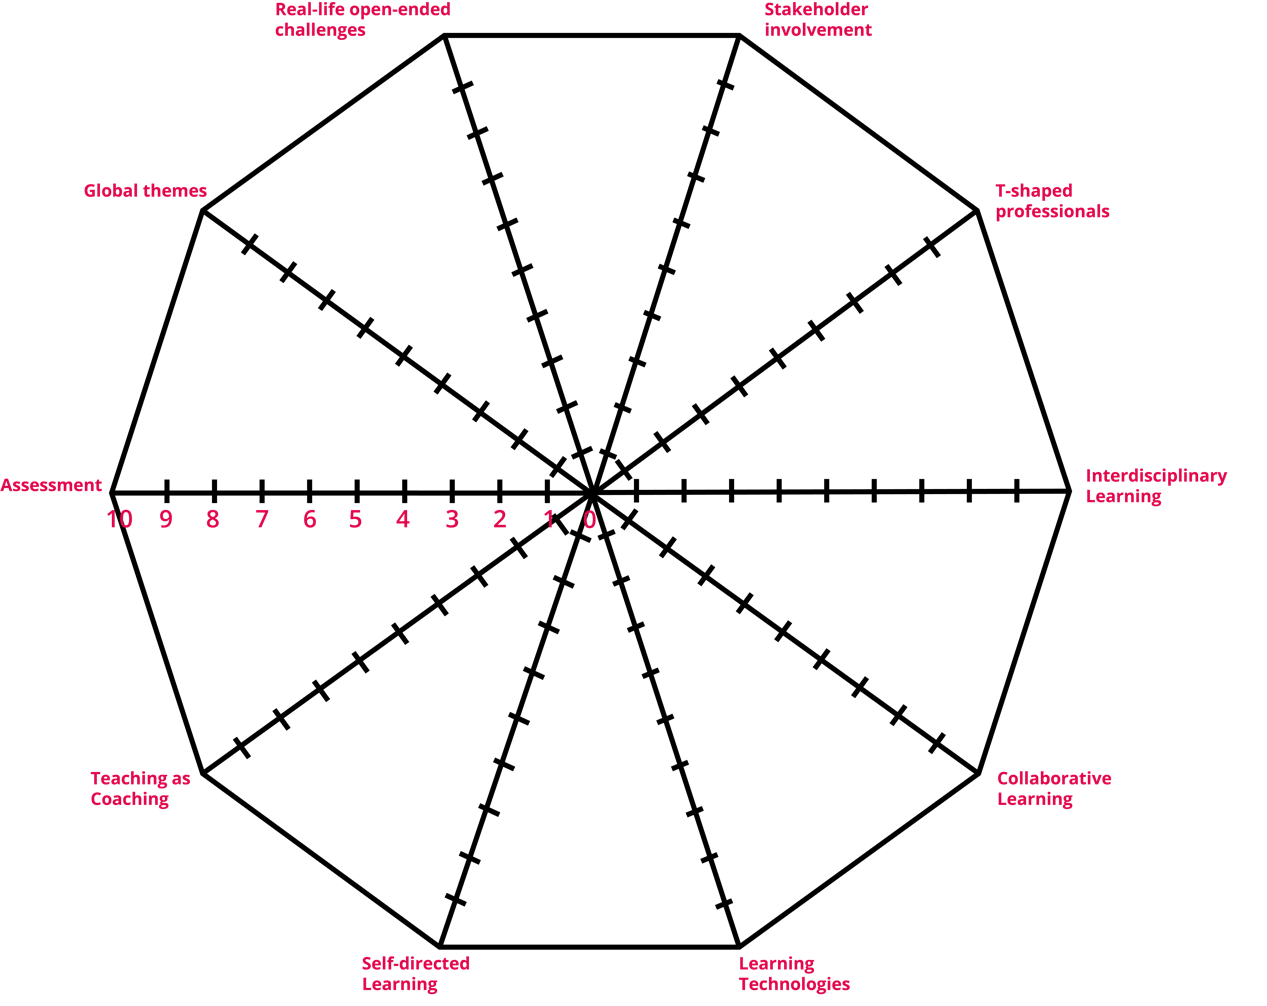 Real-life open-ended
challenges
Stakeholder
involvement
Global themes
T-shaped
professionals
Assessment
Interdisciplinary
Learning
10 9 8 7 6 5 4 3 2 1 0
Teaching as
Coaching
Collaborative
Learning
Self-directed
Learning
Learning
Technologies